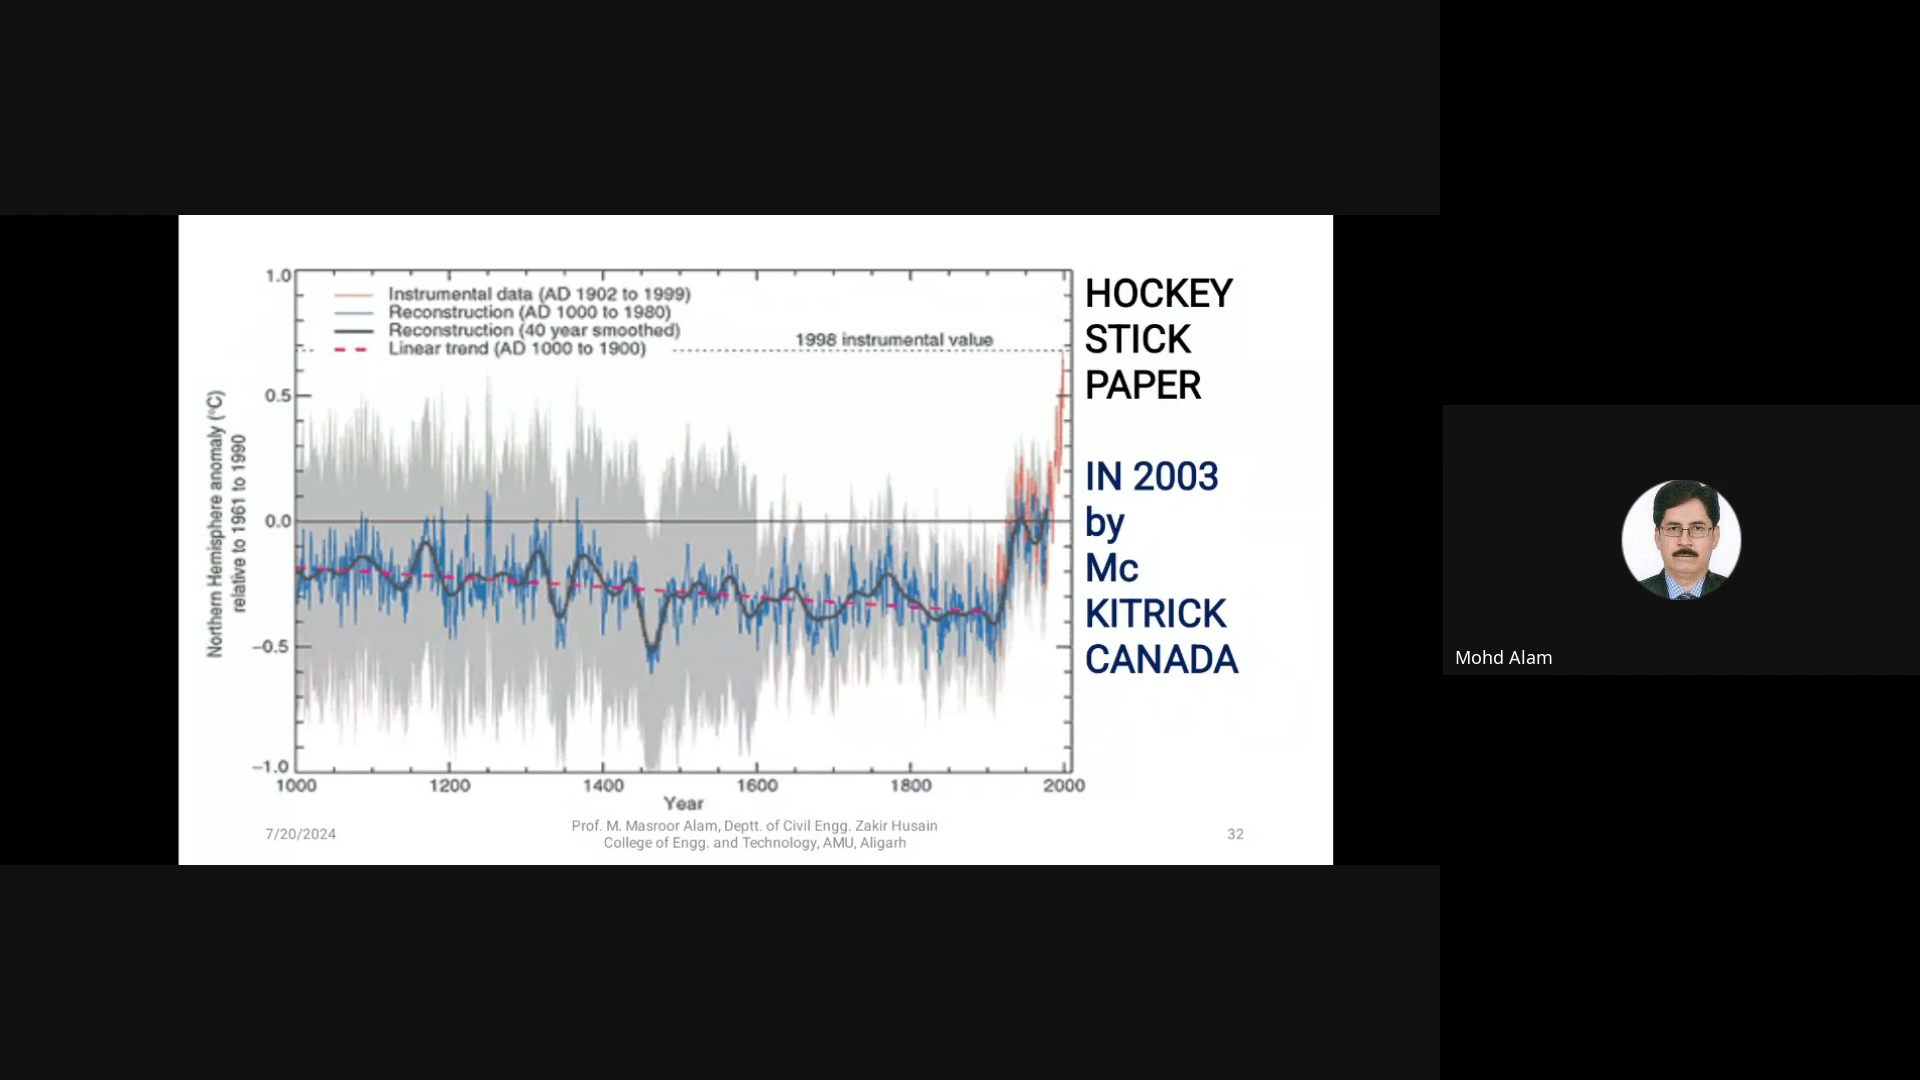 1.0
Instrumental data (AD 1902 to 1999)
Reconstruction (AD 1000 to 1980)
Reconstruction (40 year smoothed)
Linear trend (AD 1000 to 1900)
1998 instrumental value
0.5
0.0
−0.5
−1.0
Northern Hemisphere anomaly (°C)
relative to 1961 to 1990
1000
1200
1400
1600
1800
2000
Year
HOCKEY
STICK
PAPER
IN 2003
by
Mc
KITRICK
CANADA
7/20/2024
Prof. M. Masroor Alam, Deptt. of Civil Engg. Zakir Husain
College of Engg. and Technology, AMU, Aligarh
32
Mohd Alam